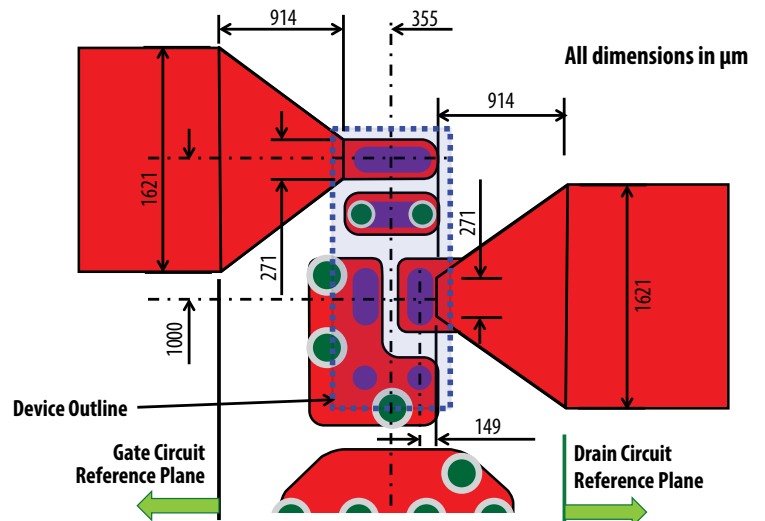 914
355
All dimensions in µm
914
1621
271
271
1621
1000
Device Outline
149
Gate Circuit
Reference Plane
Drain Circuit
Reference Plane